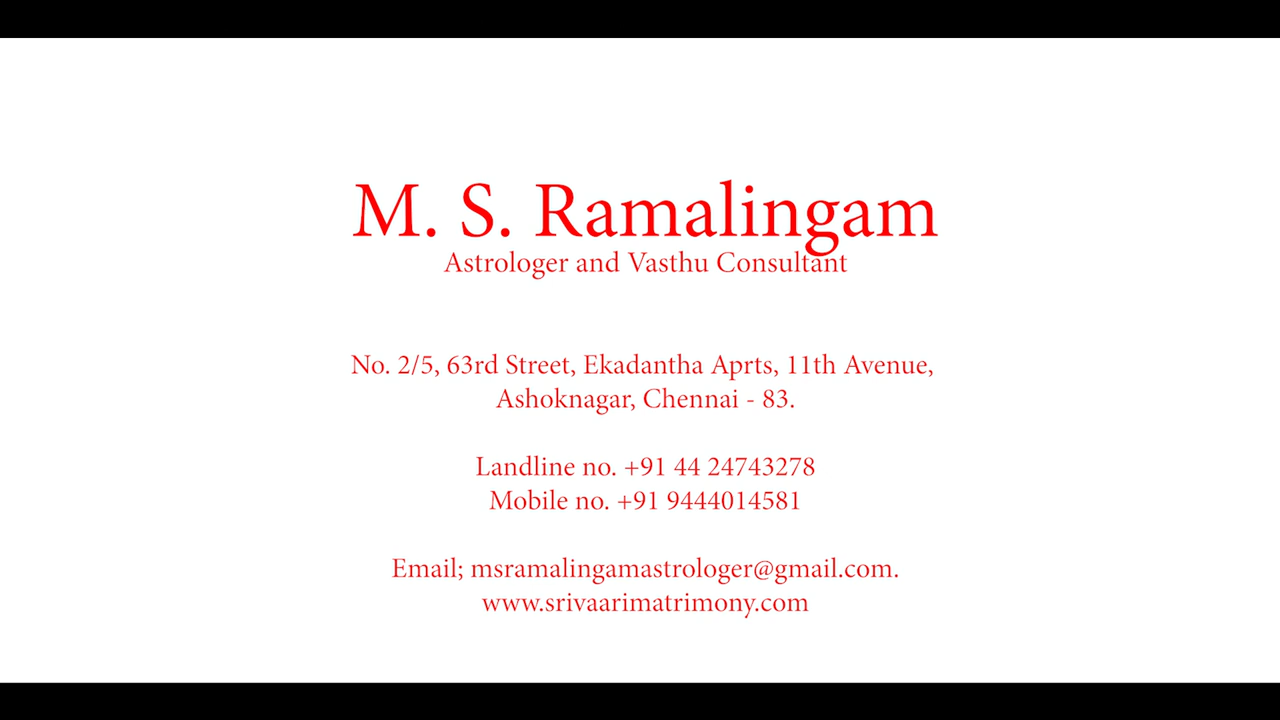 M. S. Ramalingam
Astrologer and Vasthu Consultant
No. 2/5, 63rd Street, Ekadantha Aprts, 11th Avenue,
Ashoknagar, Chennai - 83.
Landline no. +91 44 24743278
Mobile no. +91 9444014581
Email; msramalingamastrologer@gmail.com.
www.srivaarimatrimony.com